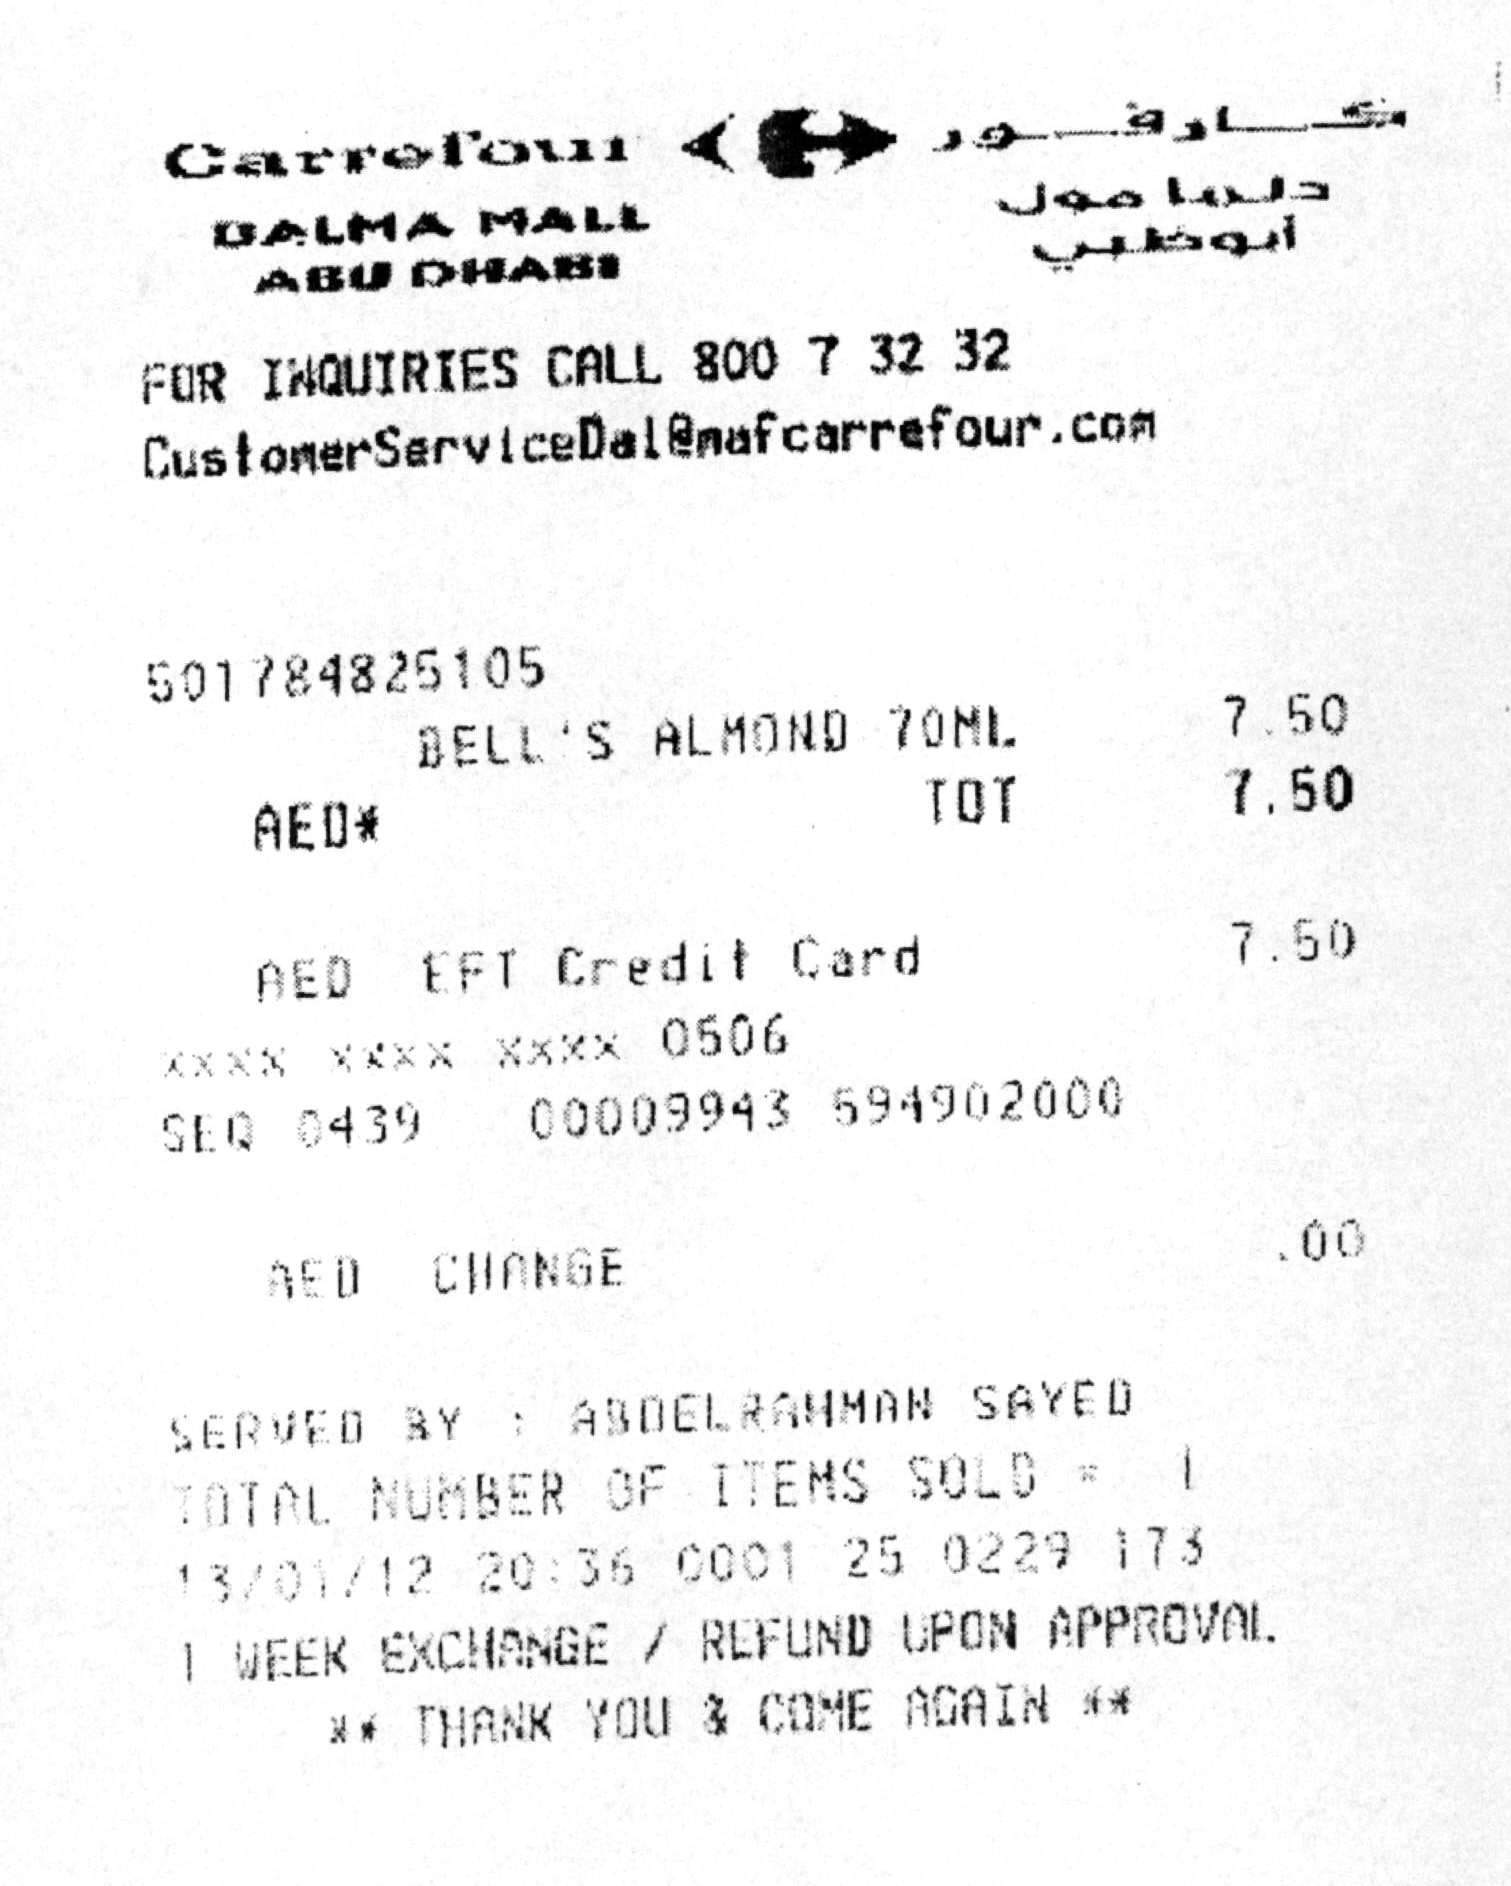 Carrefour كارفور
DALMA MALL دلما مول
ABU DHABI أبوظبي
FOR INQUIRIES CALL 800 7 32 32
CustomerServiceDal@mafcarrefour.com
501784825105
BELL'S ALMOND 70ML 7.50
AED* TOT 7.50
AED EFT Credit Card 7.50
xxxx xxxx xxxx 0506
SEQ 0439 00009943 594902000
AED CHANGE .00
SERVED BY : ABDELRAHMAN SAYED
TOTAL NUMBER OF ITEMS SOLD = 1
13/01/12 20:36 0001 25 0229 173
1 WEEK EXCHANGE / REFUND UPON APPROVAL
** THANK YOU & COME AGAIN **